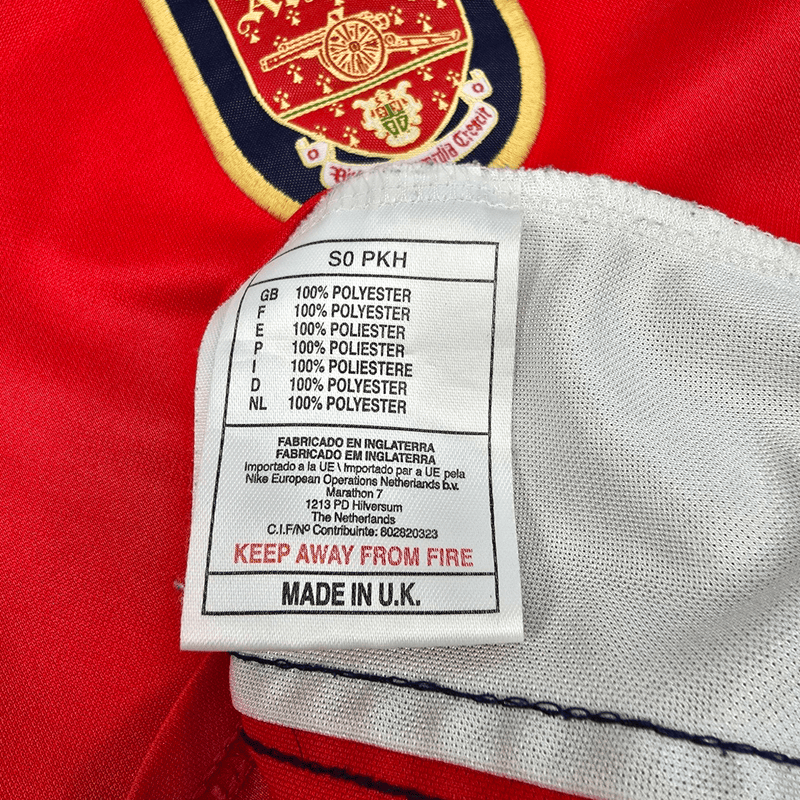 S0 PKH
GB 100% POLYESTER
F 100% POLYESTER
E 100% POLYESTER
P 100% POLIESTER
I 100% POLIESTERE
D 100% POLYESTER
NL 100% POLYESTER
FABRICADO EN INGLATERRA
FABRICADO EM INGLATERRA
Importado a la UE \ Importado par a UE pela
Nike European Operations Netherlands b.v.
Marathon 7
1213 PD Hilversum
The Netherlands
C.I.F/Nº Contribuinte: 802820323
KEEP AWAY FROM FIRE
MADE IN U.K.